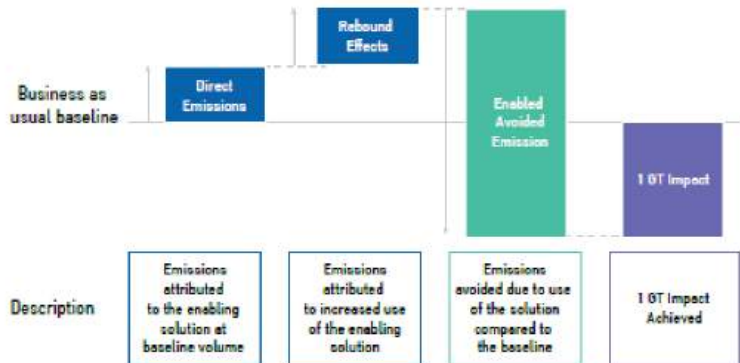 Rebound
Effects
Direct
Emissions
Business as
usual baseline
Enabled
Avoided
Emission
1 GT Impact
Description
Emissions
attributed
to the enabling
solution at
baseline volume
Emissions
attributed
to increased use
of the enabling
solution
Emissions
avoided due to use
of the solution
compared to
the baseline
1 GT Impact
Achieved